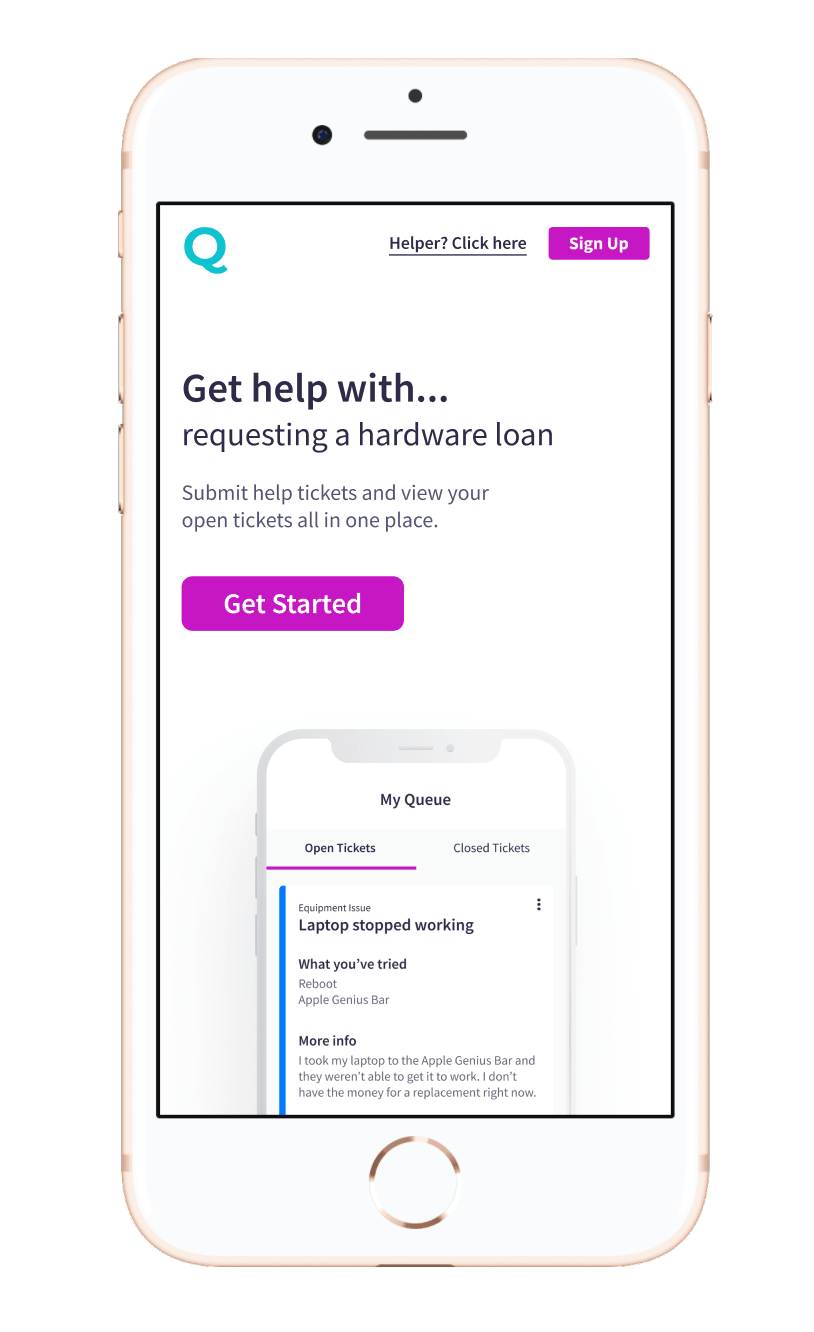 Q
Helper? Click here
Sign Up
Get help with...
requesting a hardware loan
Submit help tickets and view your
open tickets all in one place.
Get Started
My Queue
Open Tickets
Closed Tickets
Equipment Issue
Laptop stopped working
What you’ve tried
Reboot
Apple Genius Bar
More info
I took my laptop to the Apple Genius Bar and
they weren’t able to get it to work. I don’t
have the money for a replacement right now.